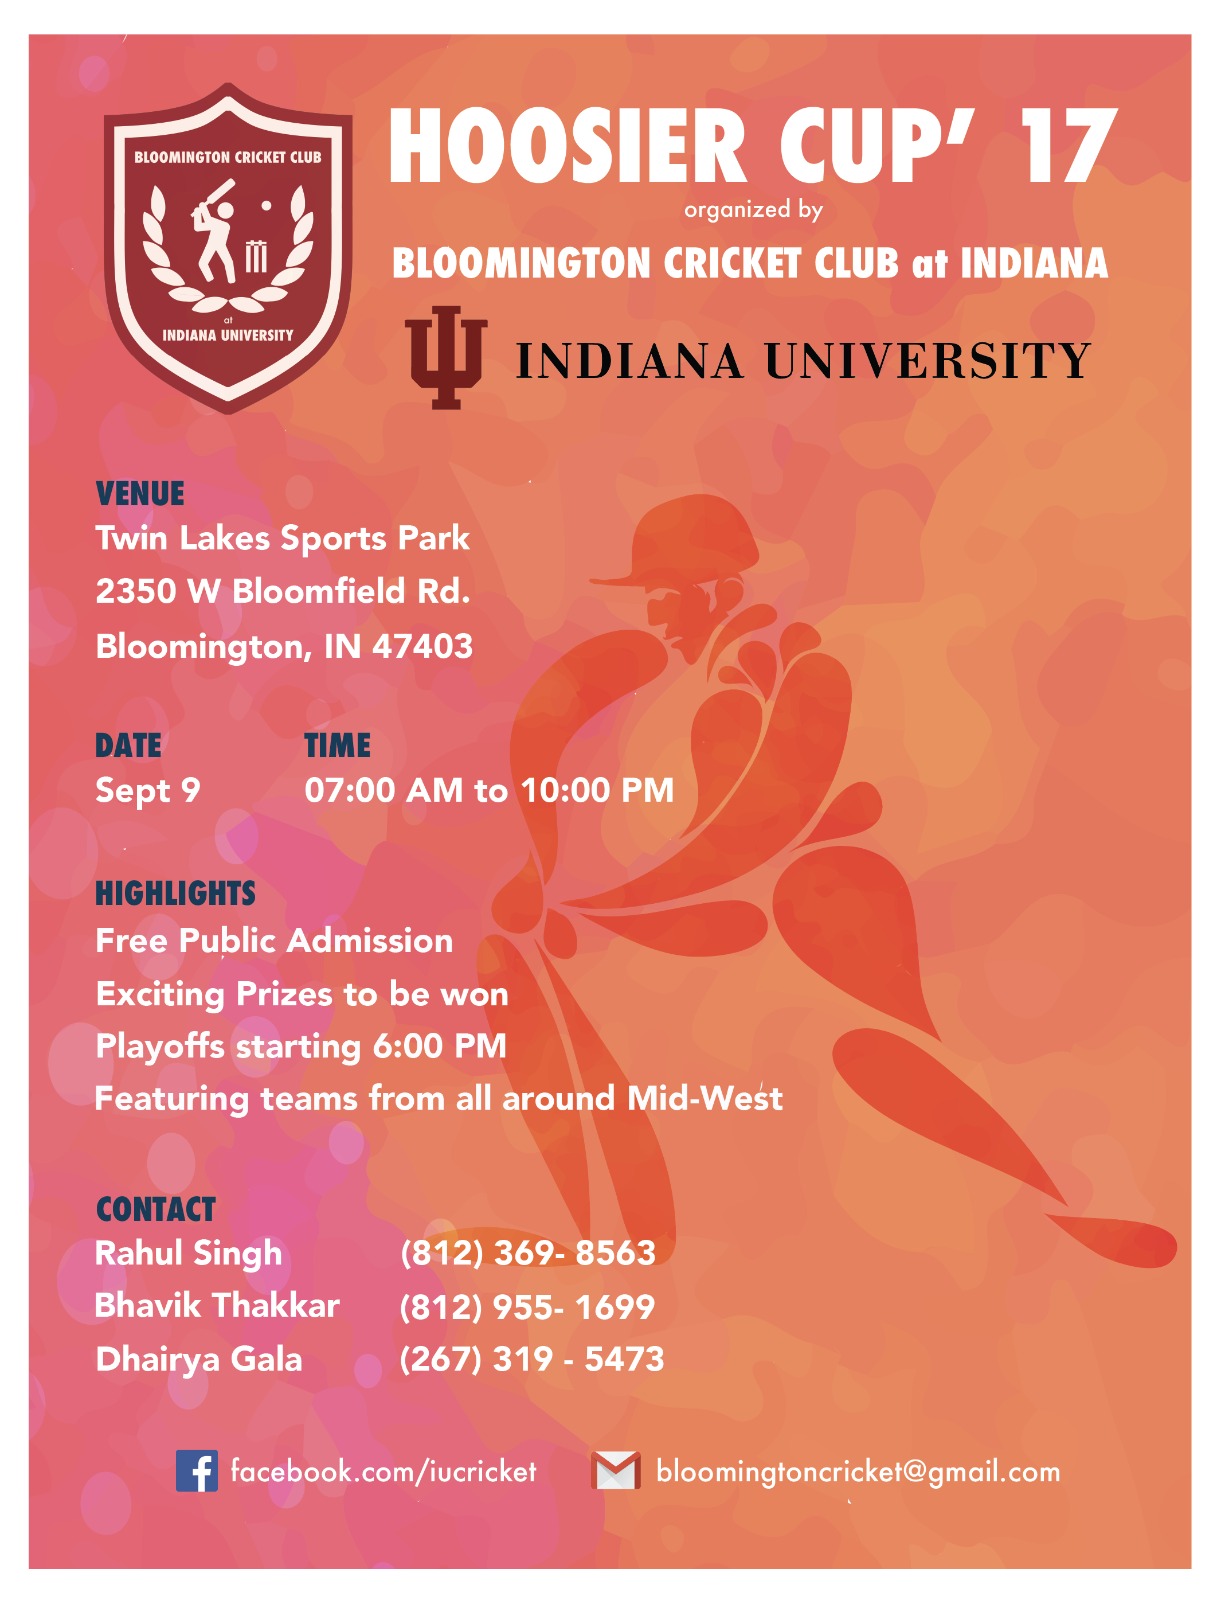 BLOOMINGTON CRICKET CLUB
at
INDIANA UNIVERSITY
HOOSIER CUP’ 17
organized by
BLOOMINGTON CRICKET CLUB at INDIANA
INDIANA UNIVERSITY
VENUE
Twin Lakes Sports Park
2350 W Bloomfield Rd.
Bloomington, IN 47403
DATE TIME
Sept 9 07:00 AM to 10:00 PM
HIGHLIGHTS
Free Public Admission
Exciting Prizes to be won
Playoffs starting 6:00 PM
Featuring teams from all around Mid-West
CONTACT
Rahul Singh (812) 369- 8563
Bhavik Thakkar (812) 955- 1699
Dhairya Gala (267) 319 - 5473
facebook.com/iucricket bloomingtoncricket@gmail.com